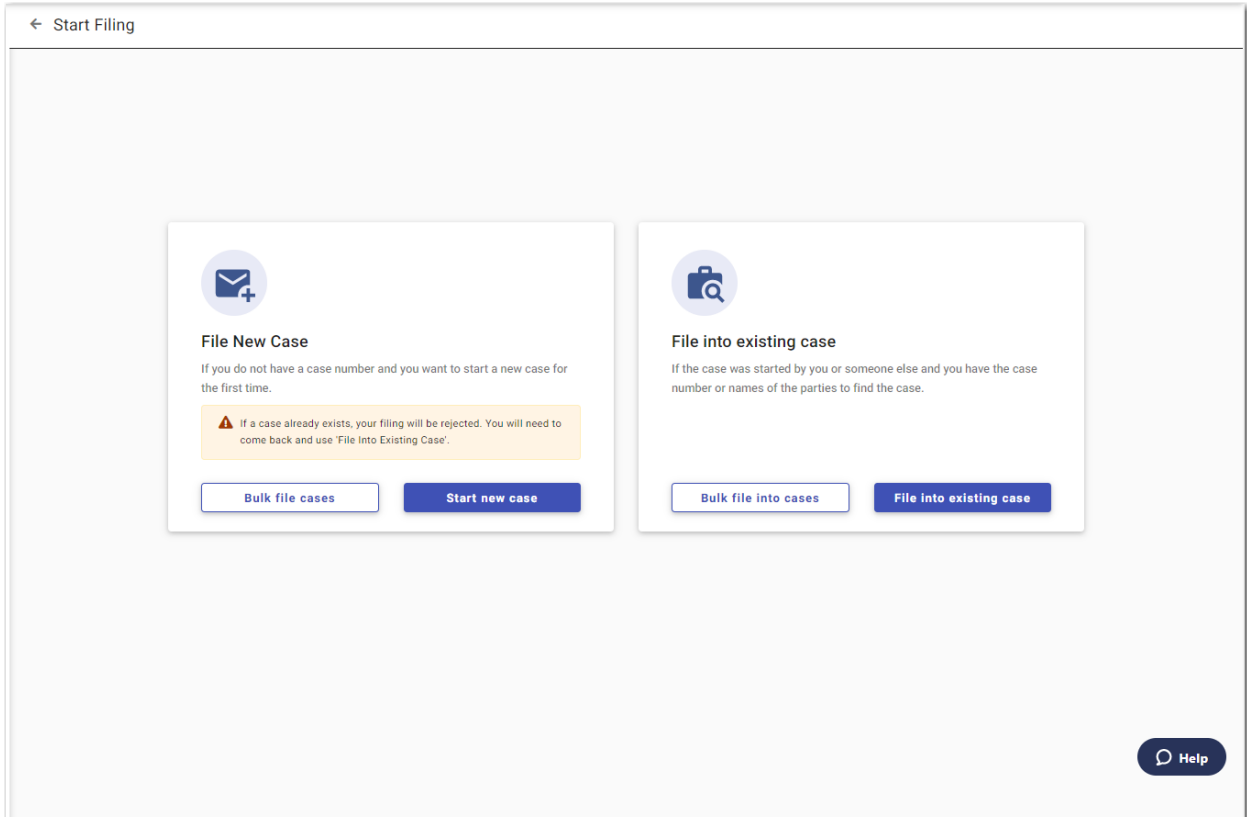 Start Filing
File New Case
If you do not have a case number and you want to start a new case for
the first time.
If a case already exists, your filing will be rejected. You will need to
come back and use 'File Into Existing Case'.
Bulk file cases
Start new case
File into existing case
If the case was started by you or someone else and you have the case
number or names of the parties to find the case.
Bulk file into cases
File into existing case
Help